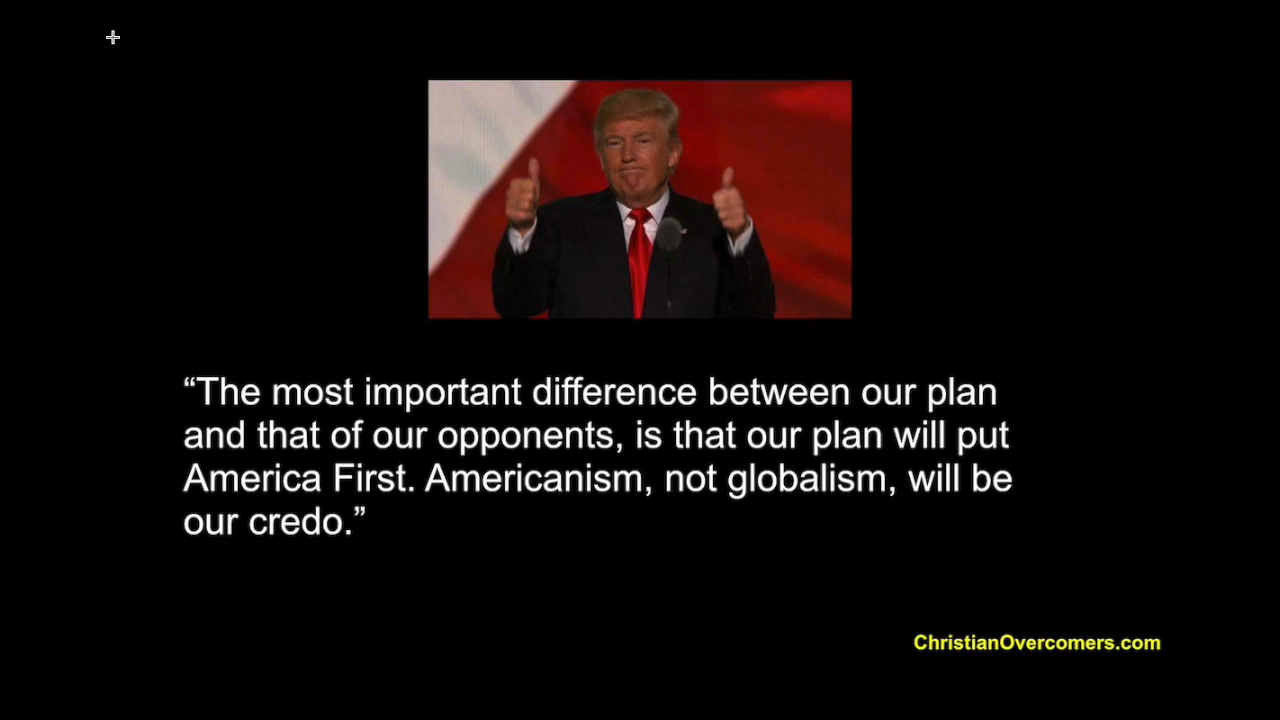 “The most important difference between our plan
and that of our opponents, is that our plan will put
America First. Americanism, not globalism, will be
our credo.”
ChristianOvercomers.com